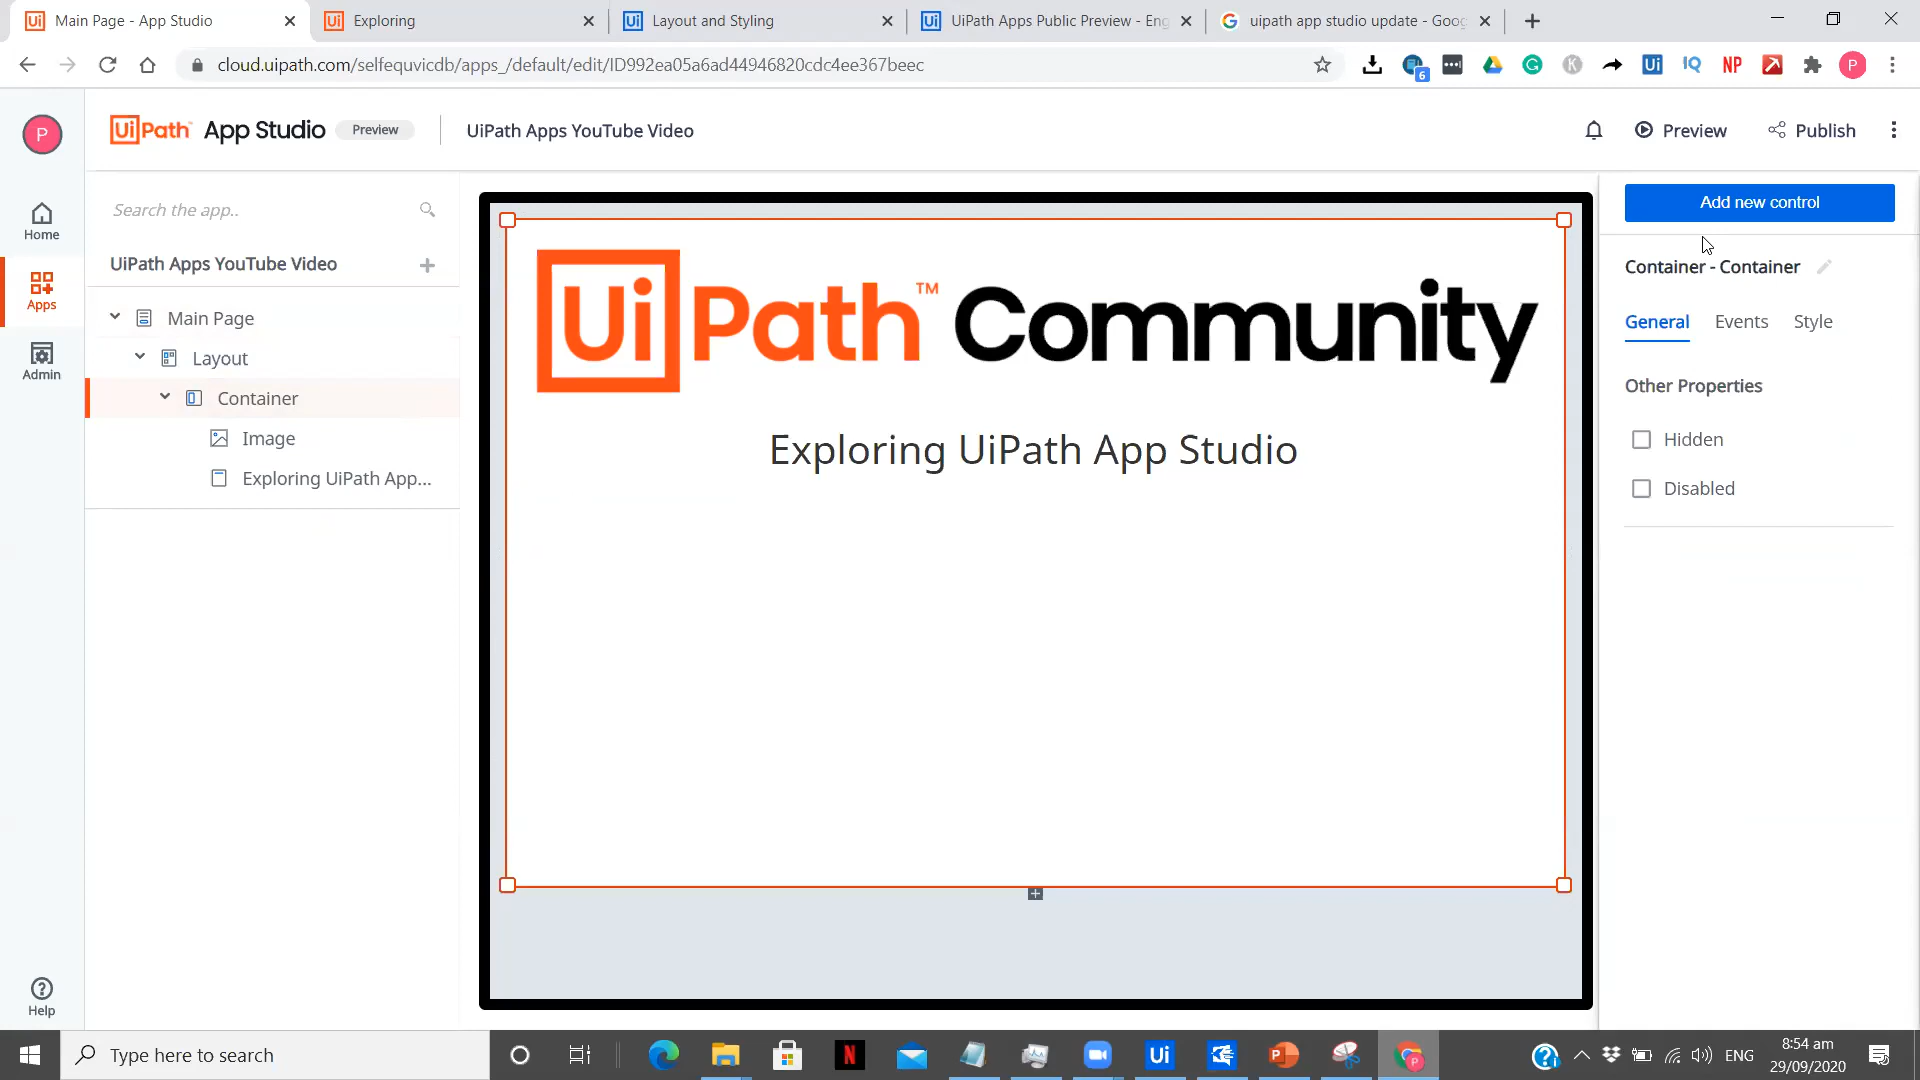 Main Page - App Studio
Exploring
Layout and Styling
UiPath Apps Public Preview - Eng
uipath app studio update - Goog
cloud.uipath.com/selfequvicdb/apps_/default/edit/ID992ea05a6ad44946820cdc4ee367beec
6
K
Ui
IQ
NP
P
P
UiPath App Studio
Preview
UiPath Apps YouTube Video
Preview
Publish
Home
Apps
Admin
Help
Search the app..
UiPath Apps YouTube Video
Main Page
Layout
Container
Image
Exploring UiPath App...
UiPath™ Community
Exploring UiPath App Studio
Add new control
Container - Container
General
Events
Style
Other Properties
Hidden
Disabled
Type here to search
ENG
8:54 am
29/09/2020